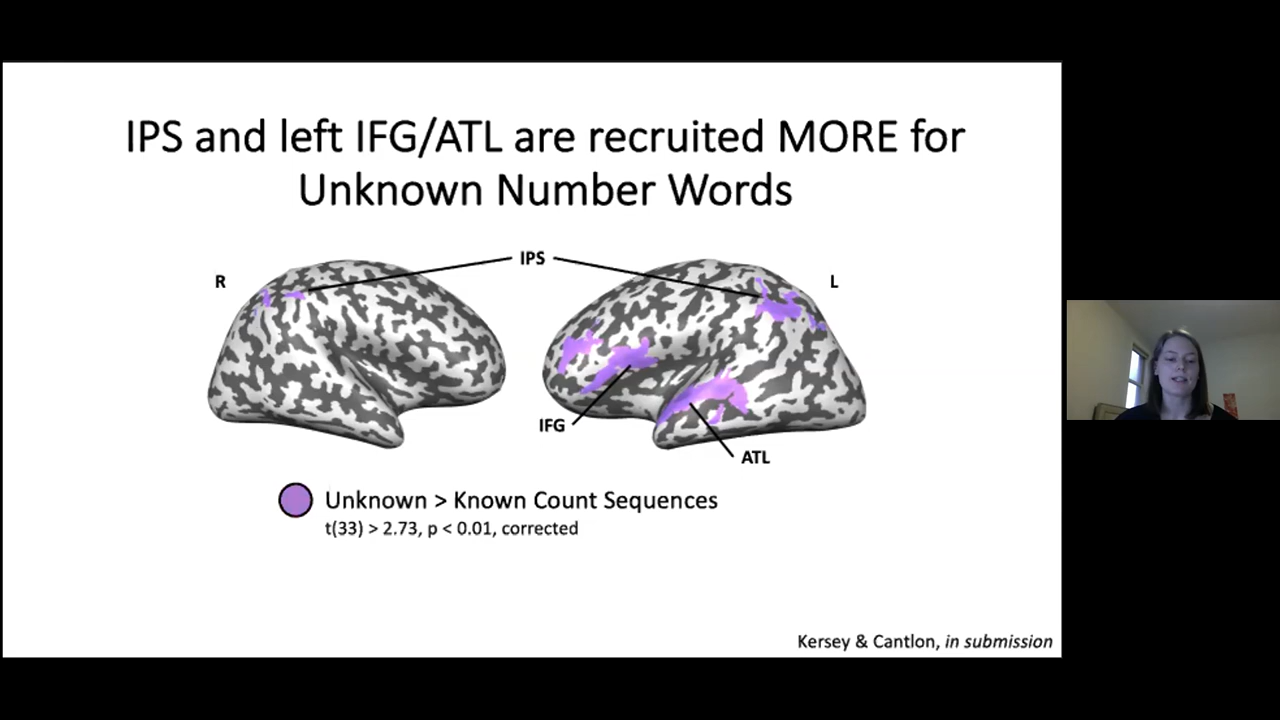 IPS and left IFG/ATL are recruited MORE for
Unknown Number Words
IPS
R
L
IFG
ATL
Unknown > Known Count Sequences
t(33) > 2.73, p < 0.01, corrected
Kersey & Cantlon, in submission